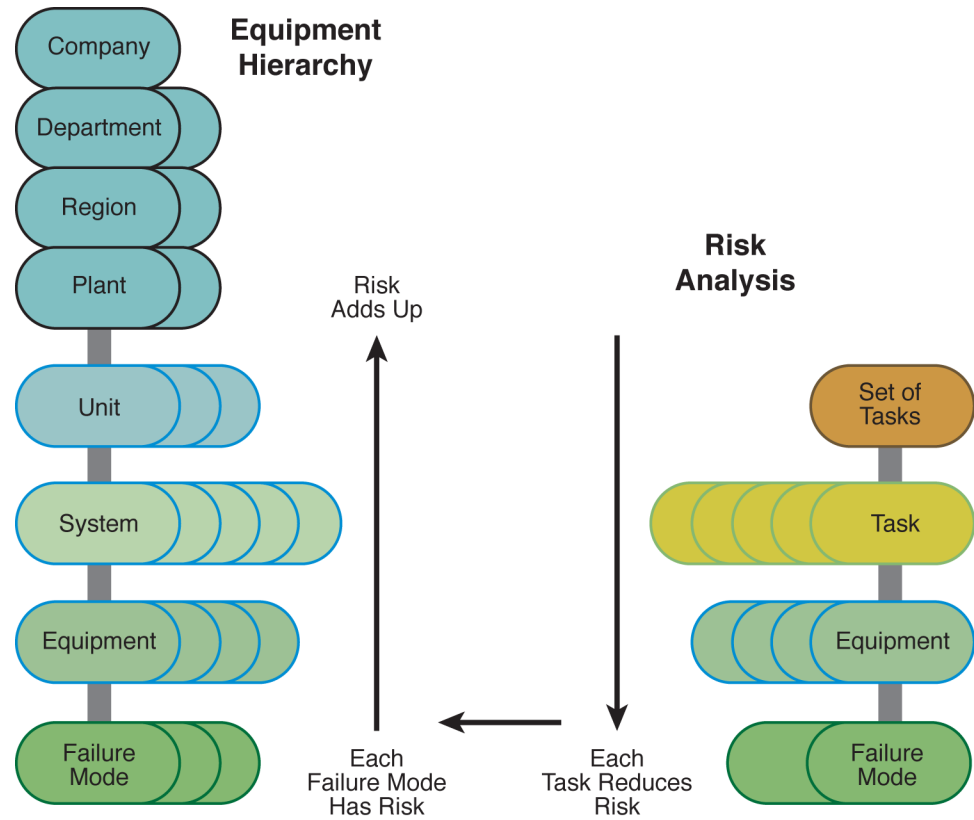 Equipment
Hierarchy
Company
Department
Region
Plant
Unit
System
Equipment
Failure
Mode
Risk
Adds Up
Each
Failure Mode
Has Risk
Risk
Analysis
Each
Task Reduces
Risk
Set of
Tasks
Task
Equipment
Failure
Mode